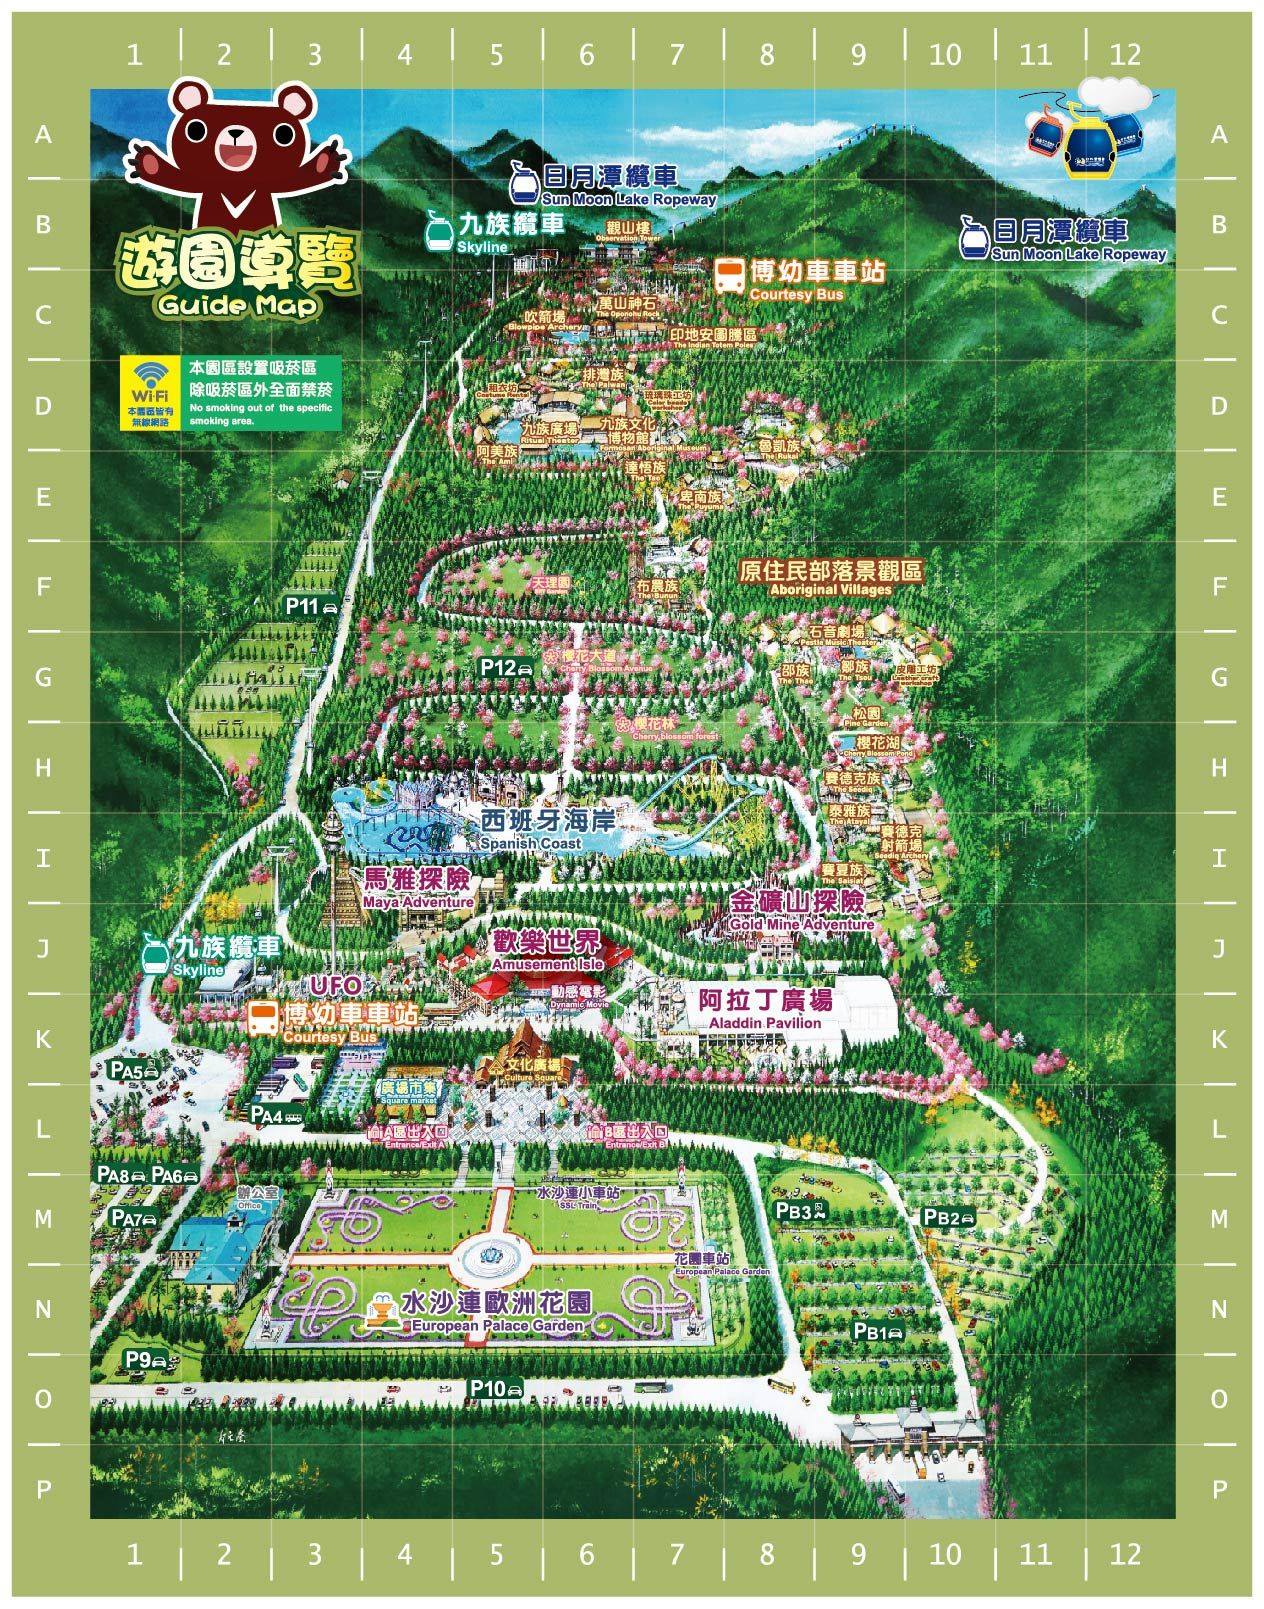 1 2 3 4 5 6 7 8 9 10 11 12
A
B
C
D
E
F
G
H
I
J
K
L
M
N
O
P
A
B
C
D
E
F
G
H
I
J
K
L
M
N
O
P
遊園導覽
Guide Map
WiFi
本園區皆有
無線網路
本園區設置吸菸區
除吸菸區外全面禁菸
No smoking out of the specific
smoking area.
日月潭纜車
Sun Moon Lake Ropeway
九族纜車
Skyline
觀山樓
Observation Tower
日月潭纜車
Sun Moon Lake Ropeway
博幼車車站
Courtesy Bus
萬山神石
The Oponohu Rock
吹箭場
Blowpipe Archery
印地安圖騰區
The Indian Totem Poles
排灣族
The Paiwan
租衣坊
Costume Rental
琉璃珠工坊
Color beads
workshop
九族廣場
Ritual Theater
九族文化
博物館
Formosan Aboriginal Museum
阿美族
The Ami
魯凱族
The Rukai
達悟族
The Tao
卑南族
The Puyuma
天理園
布農族
The Bunun
原住民部落景觀區
Aboriginal Villages
P11
石音劇場
Pestle Music Theater
P12
櫻花大道
Cherry Blossom Avenue
邵族
The Thao
鄒族
The Tsou
皮雕工坊
Leather craft
workshop
松園
Pine Garden
櫻花林
Cherry blossom forest
櫻花湖
Cherry Blossom Pond
賽德克族
The Seediq
泰雅族
The Atayal
賽德克
射箭場
Seediq Archery
賽夏族
The Saisiat
西班牙海岸
Spanish Coast
馬雅探險
Maya Adventure
金礦山探險
Gold Mine Adventure
歡樂世界
Amusement Isle
九族纜車
Skyline
UFO
動感電影
Dynamic Movie
阿拉丁廣場
Aladdin Pavilion
博幼車車站
Courtesy Bus
文化廣場
Culture Square
PA5
廣場市集
Square market
PA4
A區出入口
Entrance/Exit A
B區出入口
Entrance/Exit B
PA8 PA6
辦公室
Office
水沙連小車站
SSL Train
PA7
PB3
PB2
花園車站
European Palace Garden
水沙連歐洲花園
European Palace Garden
PB1
P9
P10
1 2 3 4 5 6 7 8 9 10 11 12